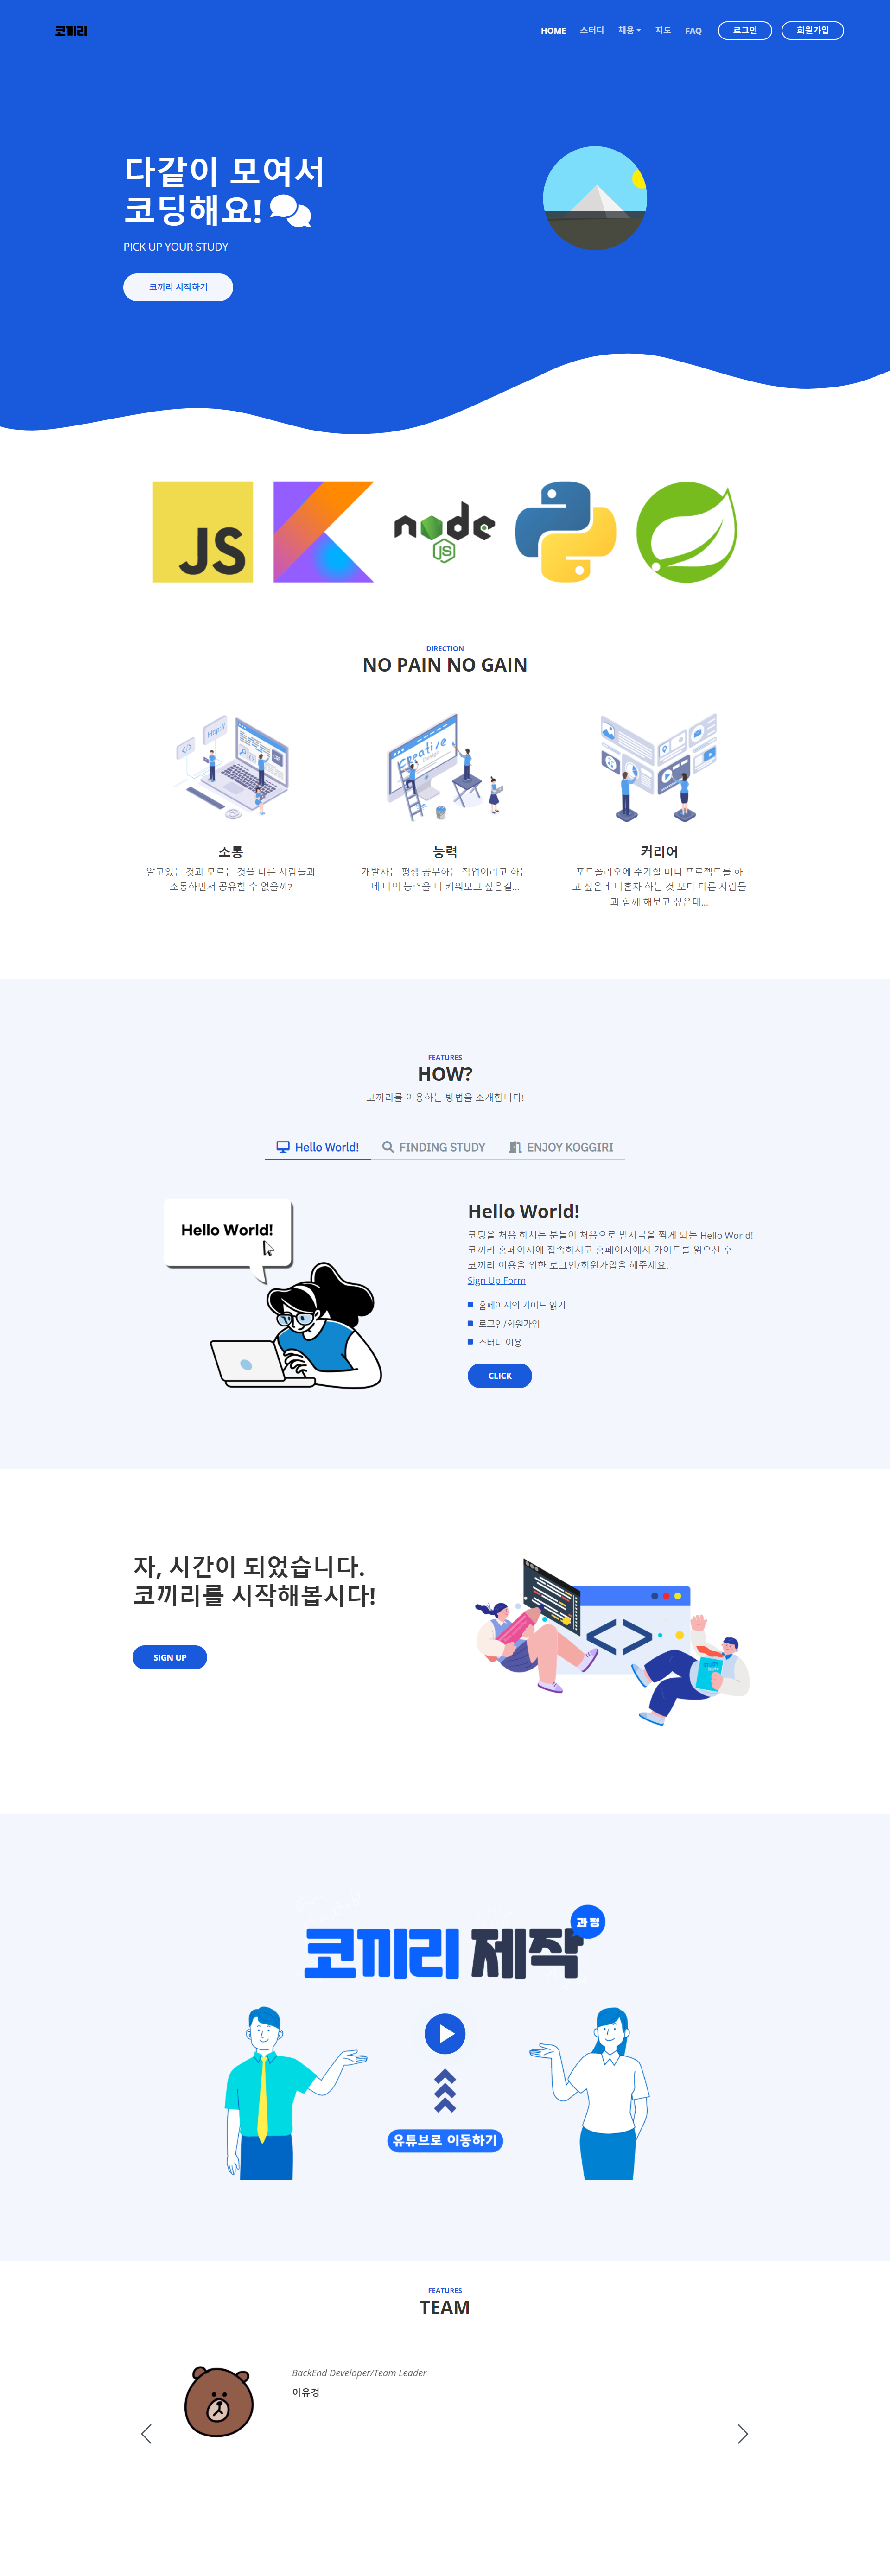 코끼리
HOME 스터디 채용 지도 FAQ 로그인 회원가입
다같이 모여서
코딩해요!
PICK UP YOUR STUDY
코끼리 시작하기
JS
node
JS
DIRECTION
NO PAIN NO GAIN
Http://
</>
Creative
Design
소통
알고있는 것과 모르는 것을 다른 사람들과
소통하면서 공유할 수 없을까?
능력
개발자는 평생 공부하는 직업이라고 하는
데 나의 능력을 더 키워보고 싶은걸...
커리어
포트폴리오에 추가할 미니 프로젝트를 하
고 싶은데 나혼자 하는 것 보다 다른 사람들
과 함께 해보고 싶은데...
FEATURES
HOW?
코끼리를 이용하는 방법을 소개합니다!
Hello World! FINDING STUDY ENJOY KOGGIRI
Hello World!
Hello World!
코딩을 처음 하시는 분들이 처음으로 발자국을 찍게 되는 Hello World!
코끼리 홈페이지에 접속하시고 홈페이지에서 가이드를 읽으신 후
코끼리 이용을 위한 로그인/회원가입을 해주세요.
Sign Up Form
홈페이지의 가이드 읽기
로그인/회원가입
스터디 이용
CLICK
자, 시간이 되었습니다.
코끼리를 시작해봅시다!
SIGN UP
<>
코끼리 제작
과정
유튜브로 이동하기
FEATURES
TEAM
BackEnd Developer/Team Leader
이유경